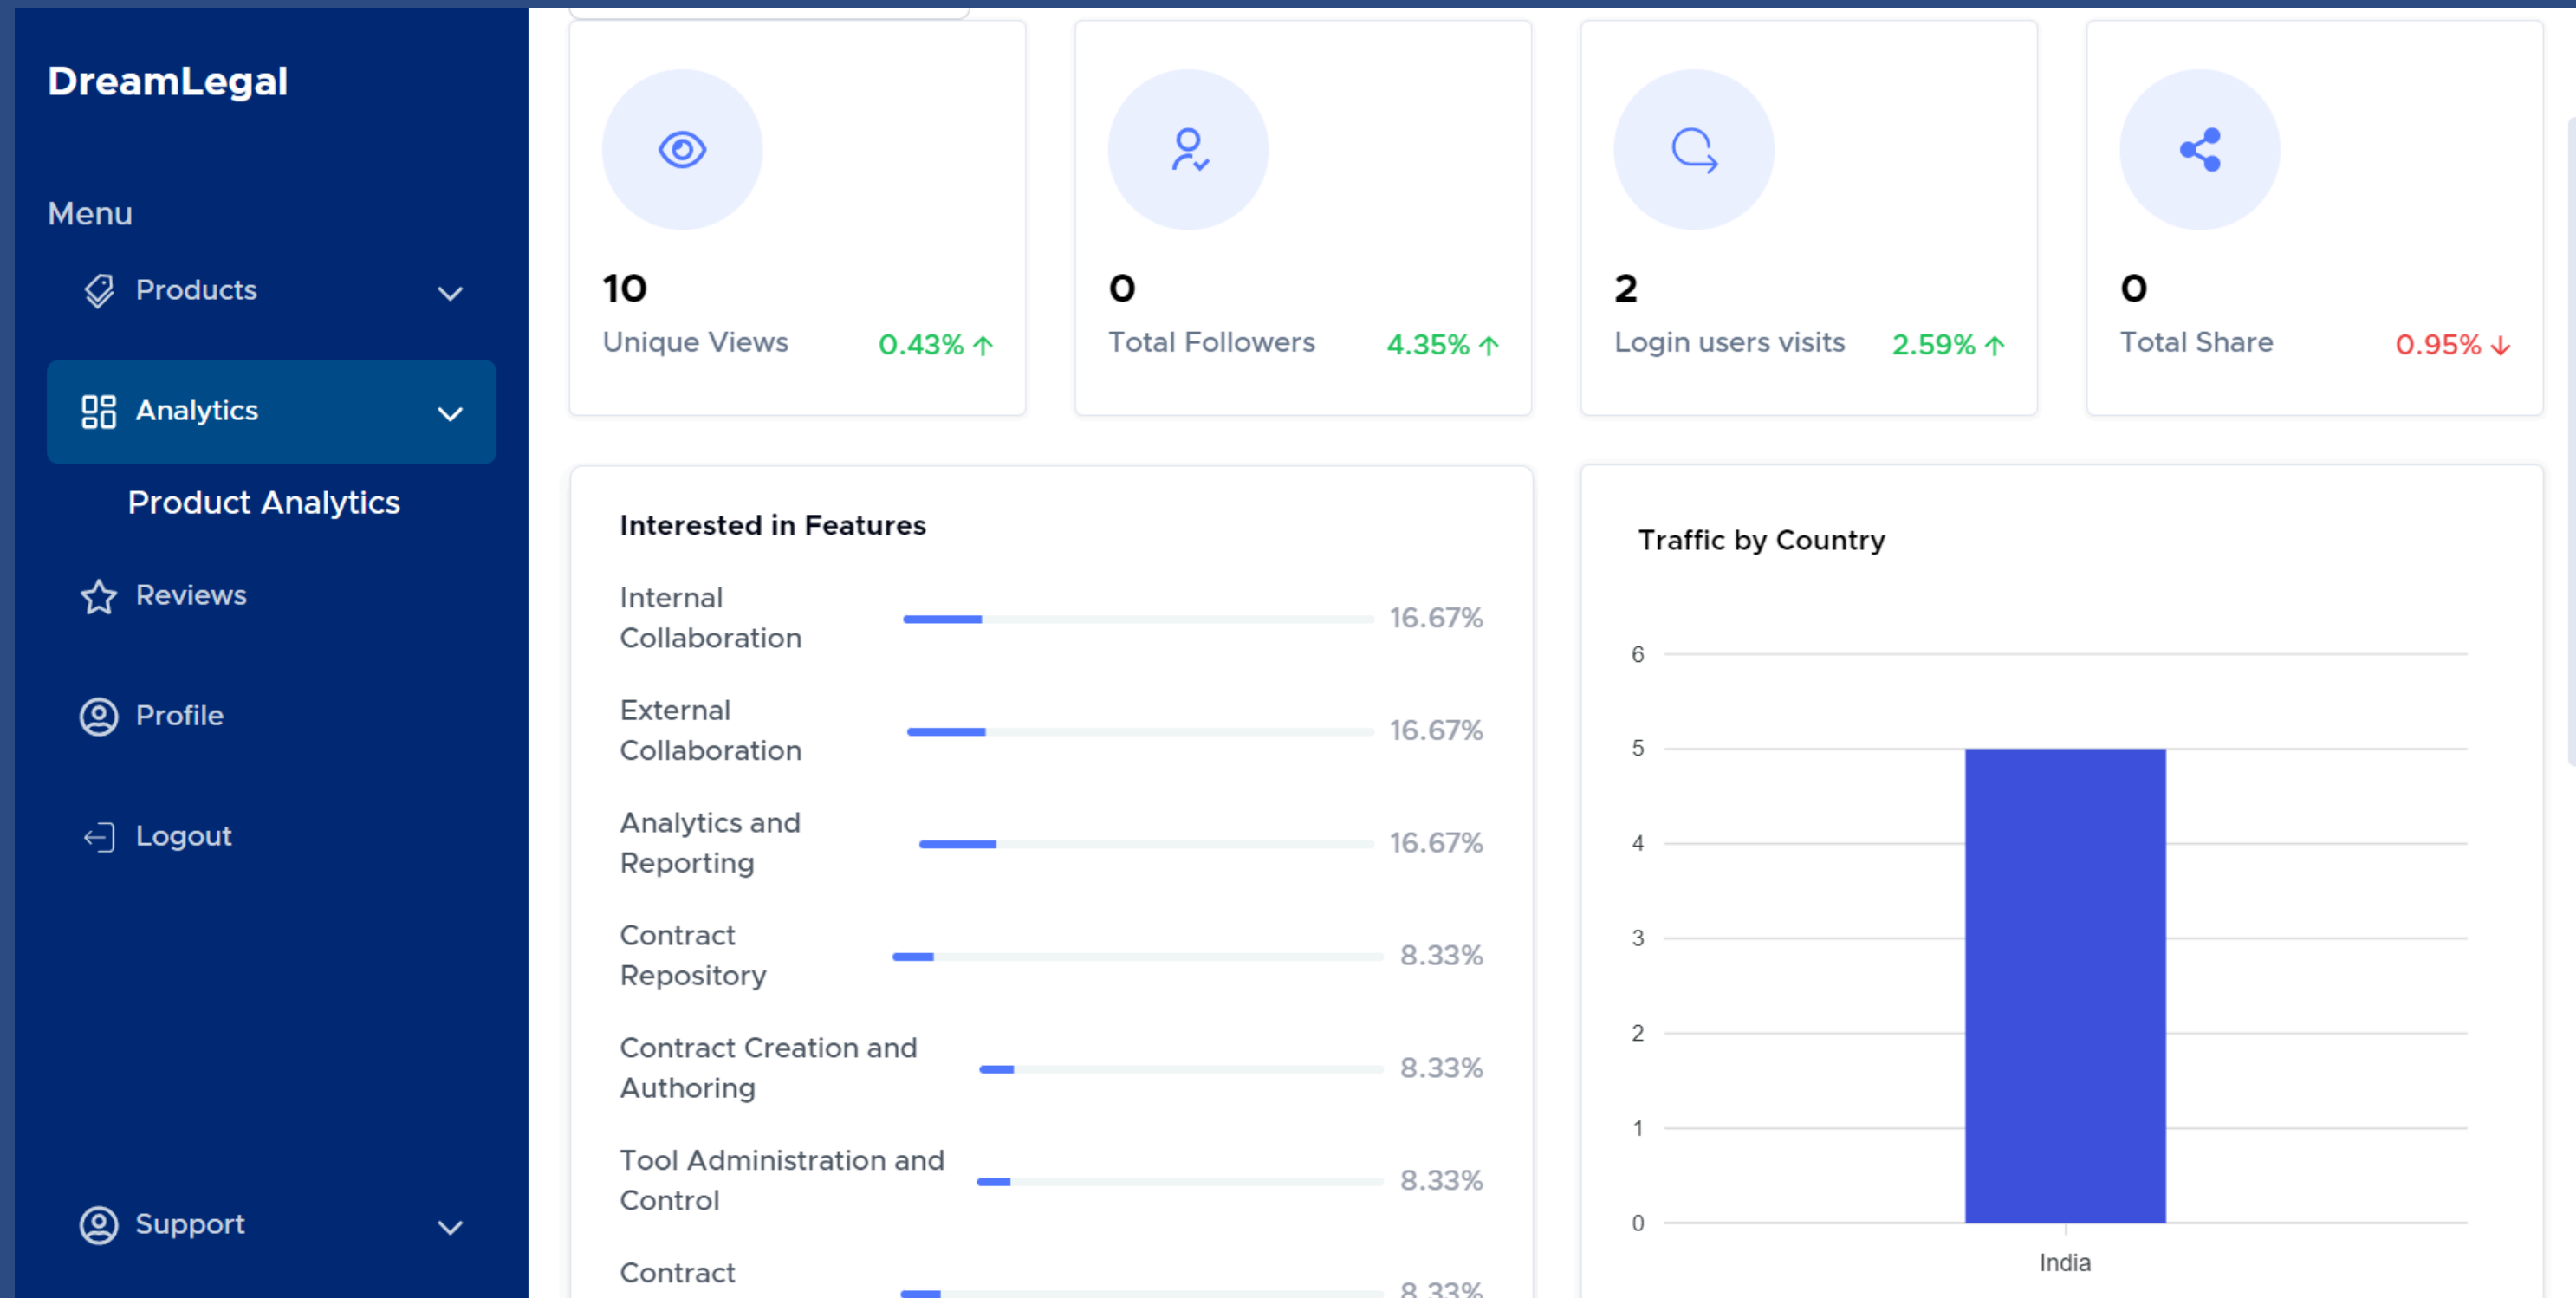 DreamLegal
Menu
Products
Analytics
Product Analytics
Reviews
Profile
Logout
Support
10
Unique Views 0.43%
0
Total Followers 4.35%
2
Login users visits 2.59%
0
Total Share 0.95%
Interested in Features
Internal
Collaboration
16.67%
External
Collaboration
16.67%
Analytics and
Reporting
16.67%
Contract
Repository
8.33%
Contract Creation and
Authoring
8.33%
Tool Administration and
Control
8.33%
Contract
8.33%
Traffic by Country
6
5
4
3
2
1
0
India